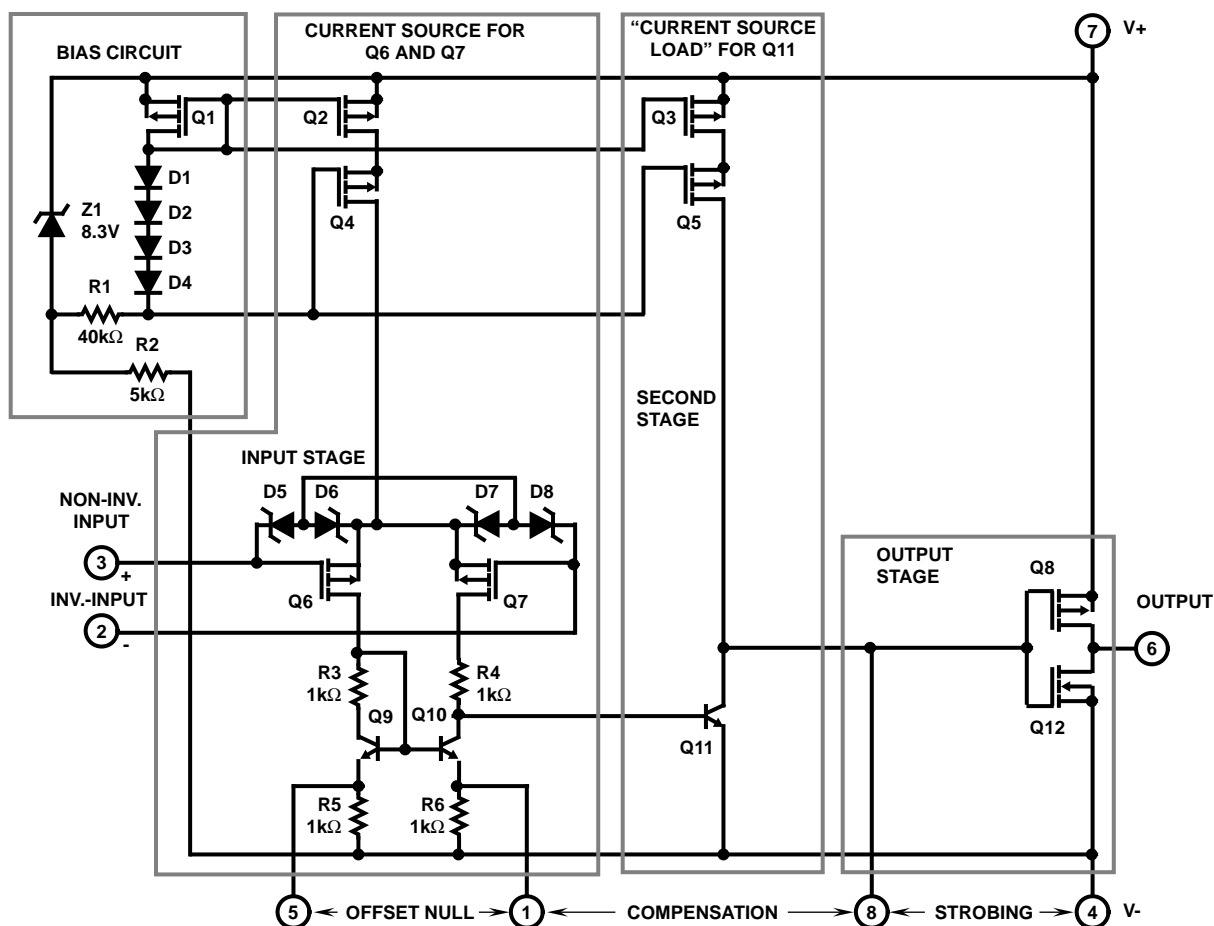 BIAS CIRCUIT
CURRENT SOURCE FOR
Q6 AND Q7
“CURRENT SOURCE
LOAD” FOR Q11
7
V+
Q1
Q2
Q3
D1
D2
D3
D4
Z1
8.3V
Q4
Q5
R1
40kΩ
R2
5kΩ
SECOND
STAGE
INPUT STAGE
D5
D6
D7
D8
NON-INV.
INPUT
3
+
INV.-INPUT
2
-
Q6
Q7
OUTPUT
STAGE
Q8
OUTPUT
6
R3
1kΩ
R4
1kΩ
Q9
Q10
Q11
Q12
R5
1kΩ
R6
1kΩ
5
OFFSET NULL
1
COMPENSATION
8
STROBING
4
V-